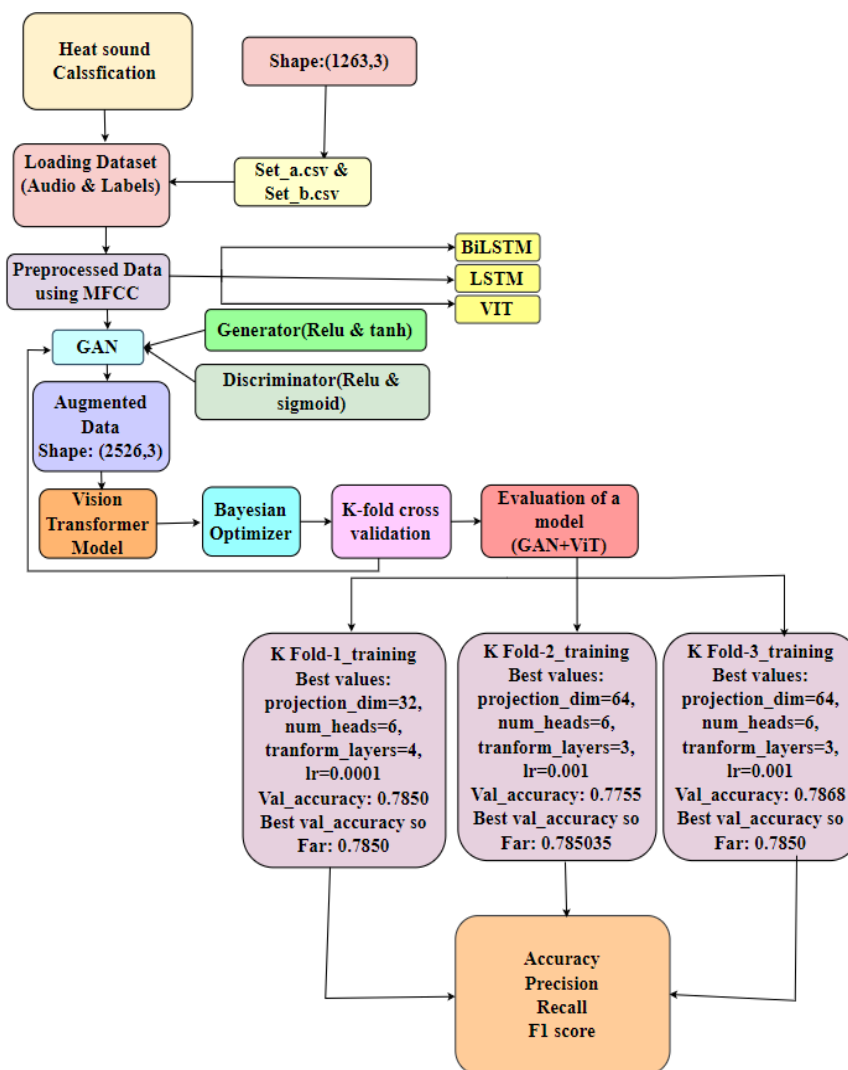 Heat sound
Calssfication
Shape:(1263,3)
Loading Dataset
(Audio & Labels)
Set_a.csv &
Set_b.csv
Preprocessed Data
using MFCC
BiLSTM
LSTM
VIT
GAN
Generator(Relu & tanh)
Discriminator(Relu &
sigmoid)
Augmented
Data
Shape: (2526,3)
Vision
Transformer
Model
Bayesian
Optimizer
K-fold cross
validation
Evaluation of a
model
(GAN+ViT)
K Fold-1_training
Best values:
projection_dim=32,
num_heads=6,
tranform_layers=4,
lr=0.0001
Val_accuracy: 0.7850
Best val_accuracy so
Far: 0.7850
K Fold-2_training
Best values:
projection_dim=64,
num_heads=6,
tranform_layers=3,
lr=0.001
Val_accuracy: 0.7755
Best val_accuracy so
Far: 0.785035
K Fold-3_training
Best values:
projection_dim=64,
num_heads=6,
tranform_layers=3,
lr=0.001
Val_accuracy: 0.7868
Best val_accuracy so
Far: 0.7850
Accuracy
Precision
Recall
F1 score